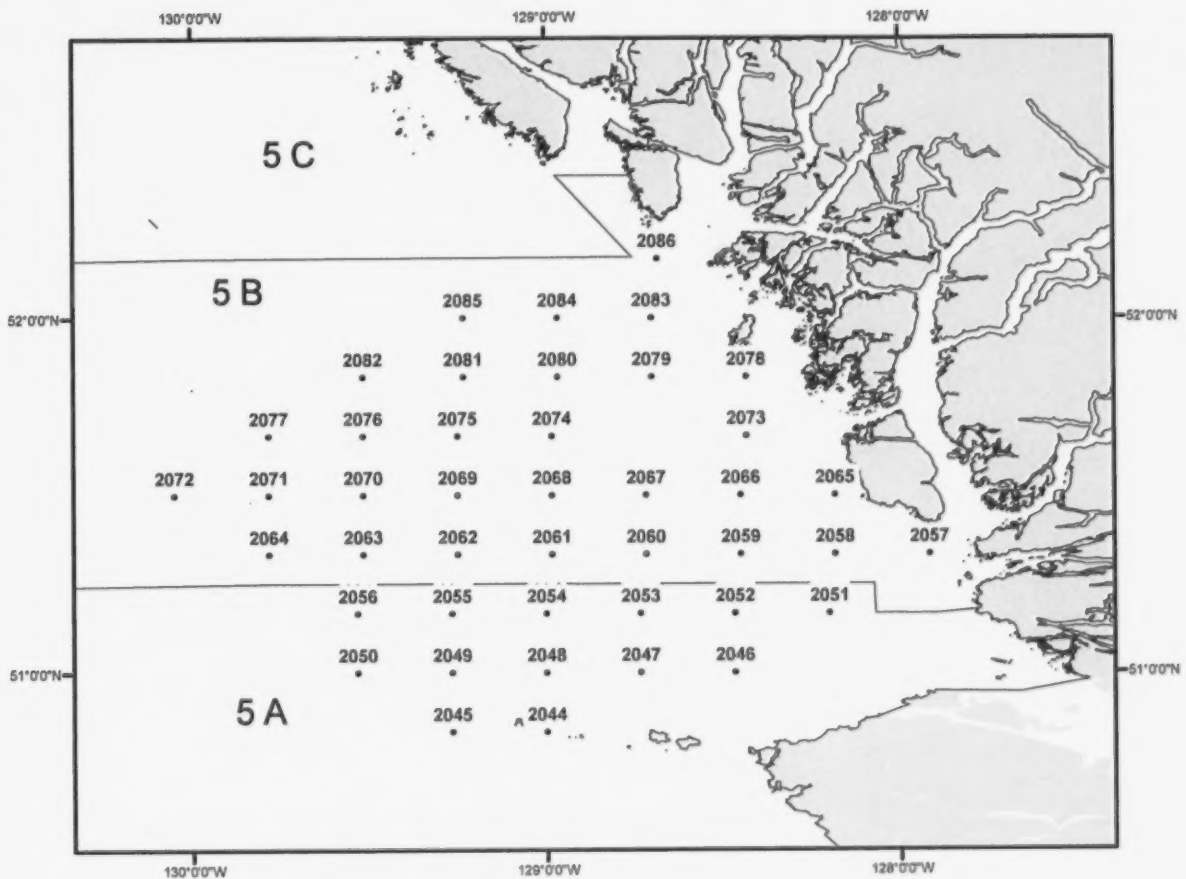 130°0'0"W 129°0'0"W 128°0'0"W
5 C
2086
5 B
2085 2084 2083
52°0'0"N 52°0'0"N
2082 2081 2080 2079 2078
2077 2076 2075 2074 2073
2072 2071 2070 2069 2068 2067 2066 2065
2064 2063 2062 2061 2060 2059 2058 2057
2056 2055 2054 2053 2052 2051
2050 2049 2048 2047 2046
51°0'0"N 51°0'0"N
5 A
2045 2044
130°0'0"W 129°0'0"W 128°0'0"W